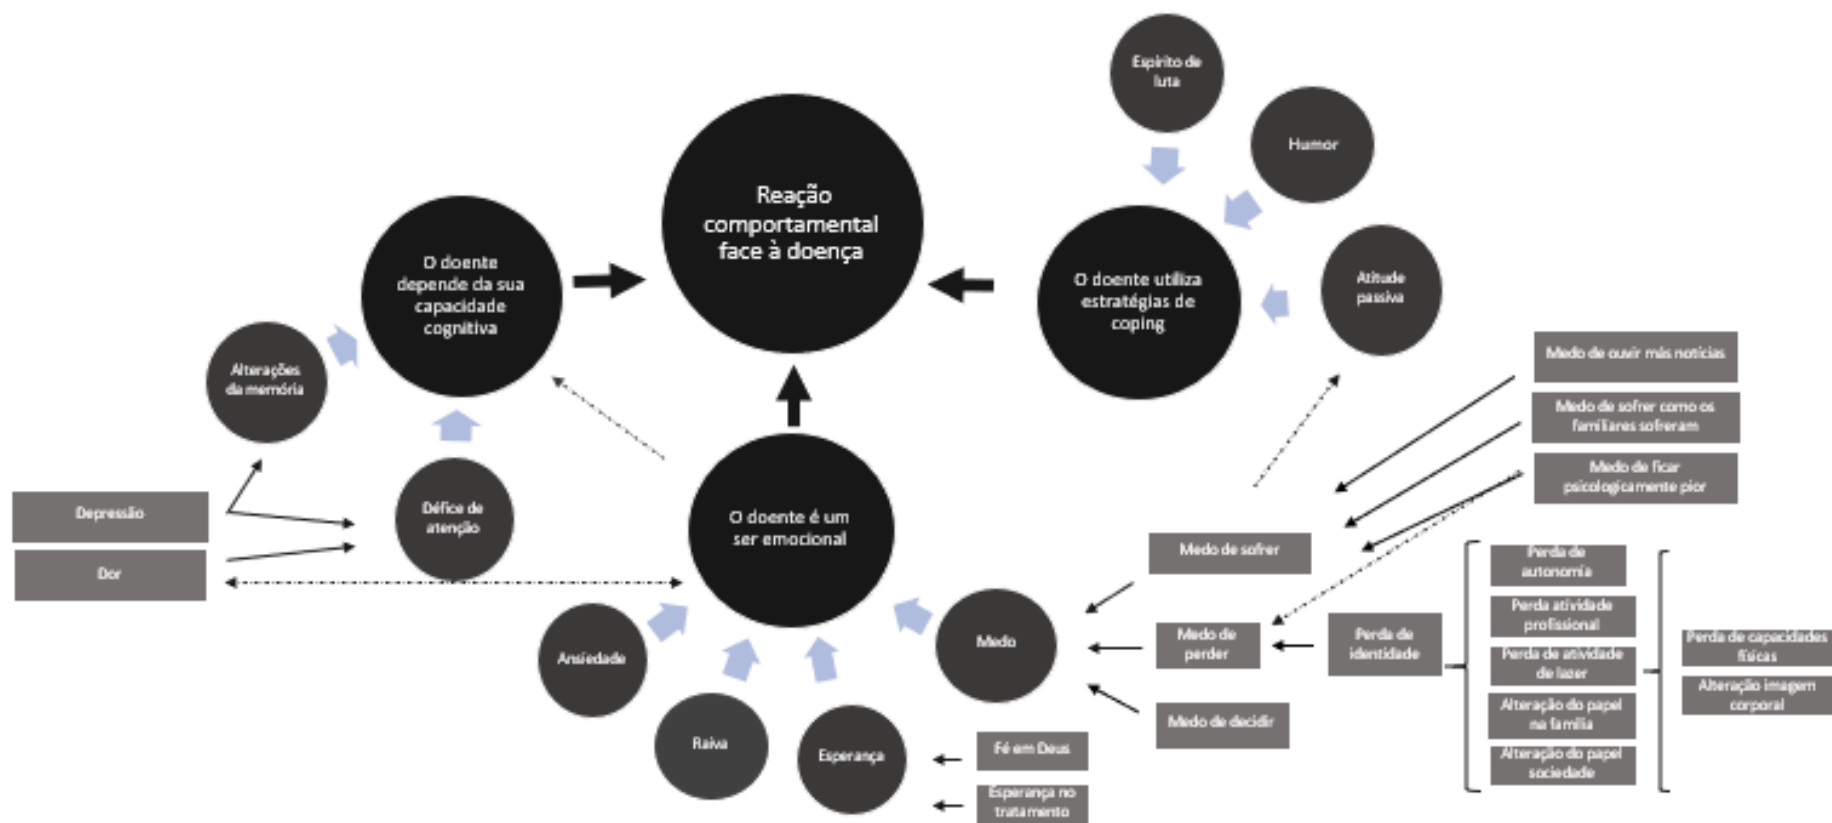 Espírito de
luta
Humor
Reação
comportamental
face à doença
O doente
depende da sua
capacidade
cognitiva
O doente utiliza
estratégias de
coping
Atitude
passiva
Alterações
da memória
Medo de ouvir más notícias
Medo de sofrer como os
familiares sofreram
Medo de ficar
psicologicamente pior
Depressão
Dor
Défice de
atenção
O doente é um
ser emocional
Medo de sofrer
Perda de
autonomia
Perda atividade
profissional
Perda de atividade
de lazer
Alteração do papel
na família
Alteração do papel
sociedade
Perda de capacidades
físicas
Alteração imagem
corporal
Ansiedade
Medo
Medo de
perder
Perda de
identidade
Medo de decidir
Raiva
Esperança
Fé em Deus
Esperança no
tratamento